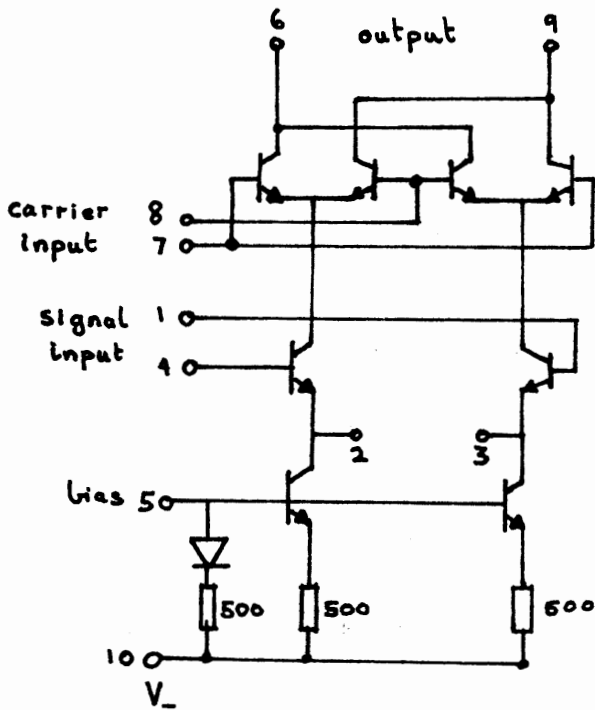 6 output 9
carrier 8
input 7
signal 1
input 4
2 3
bias 5
500 500 500
10
V_